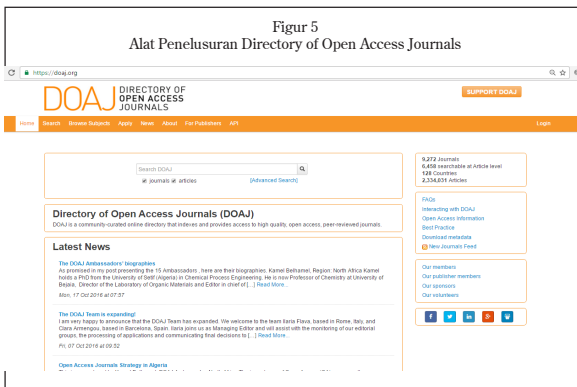 Figur 5
Alat Penelusuran Directory of Open Access Journals
https://doaj.org
DOAJ DIRECTORY OF
OPEN ACCESS
JOURNALS
SUPPORT DOAJ
Home Search Browse Subjects Apply News About For Publishers API Login
Search DOAJ
journals articles [Advanced Search]
9,272 Journals
6,450 searchable at Article level
128 Countries
2,334,031 Articles
FAQs
Interacting with DOAJ
Open Access Information
Best Practice
Download metadata
New Journals Feed
Our members
Our publisher members
Our sponsors
Our volunteers
Directory of Open Access Journals (DOAJ)
DOAJ is a community-curated online directory that indexes and provides access to high quality, open access, peer-reviewed journals.
Latest News
The DOAJ Ambassadors' biographies
As promised in my post presenting the 15 Ambassadors , here are their biographies, Kamel Belhamel, Region: North Africa Kamel
holds a PhD from the University of Setif (Algeria) in Chemical Process Engineering. He is now Professor of Chemistry at University of
Bejaia, Director of the Laboratory of Organic Materials and Editor in chief of [...] Read More...
Mon, 17 Oct 2016 at 07:57
The DOAJ Team is expanding!
I am very happy to announce that the DOAJ Team has expanded. We welcome to the team Ilaria Fava, based in Rome, Italy, and
Clara Armengou, based in Barcelona, Spain. Ilaria joins us as Managing Editor and will assist with the monitoring of our editorial
groups, the processing of applications and communicating final decisions to [...] Read More...
Fri, 07 Oct 2016 at 09:52
Open Access Journals Strategy in Algeria